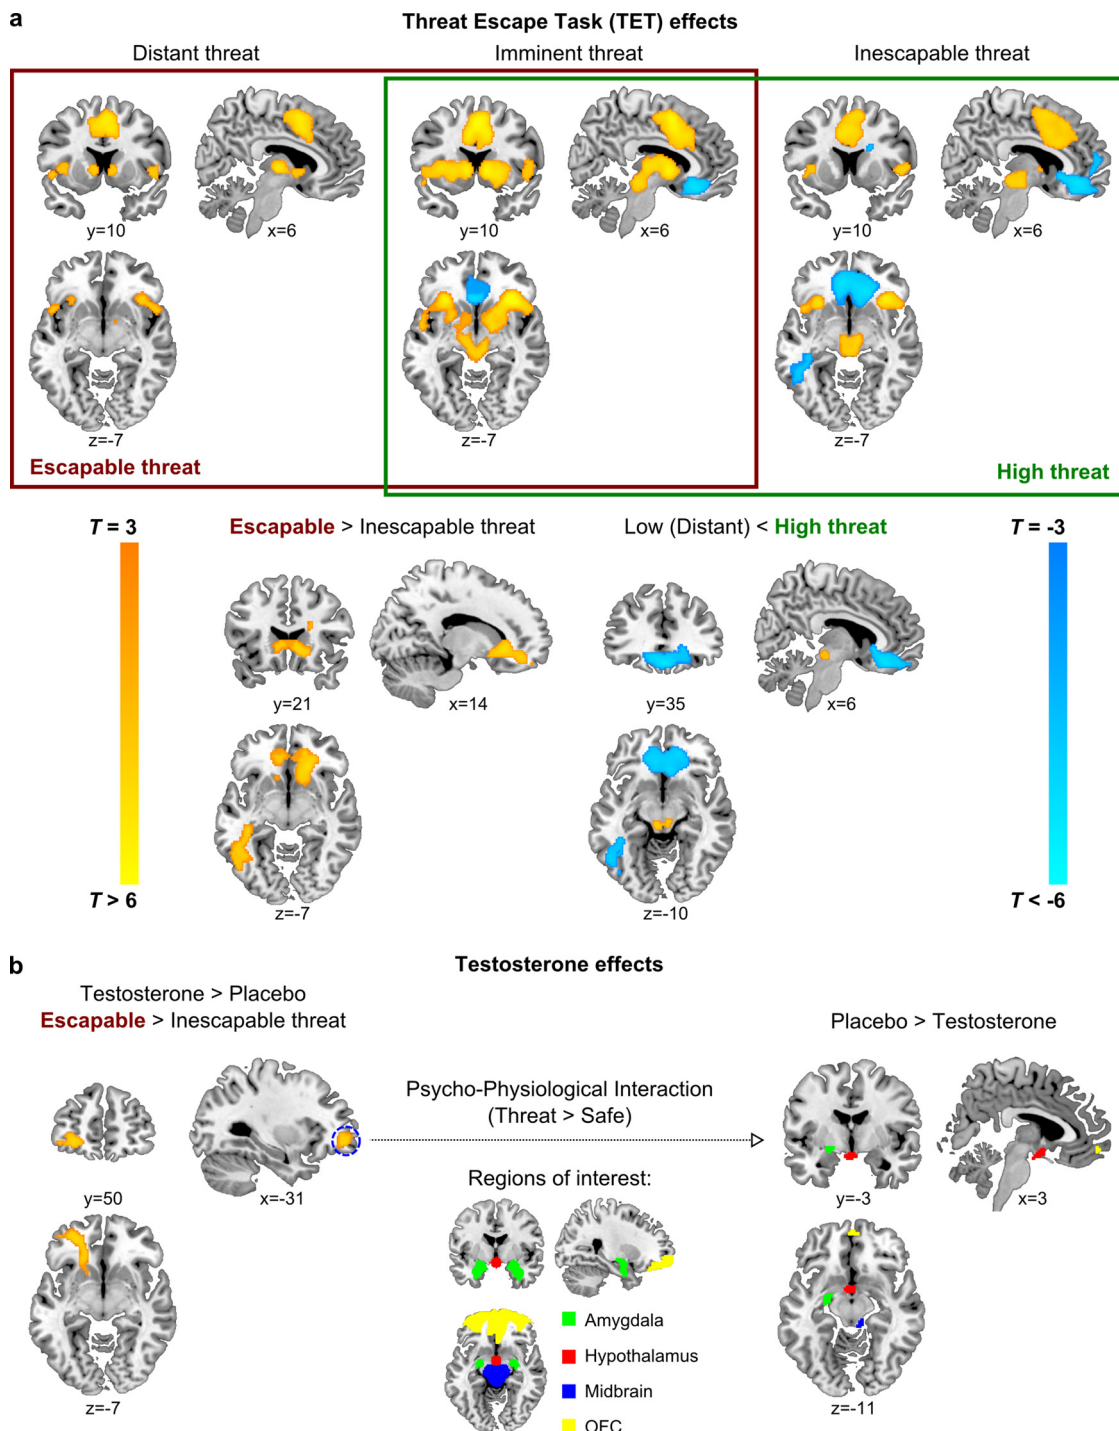 a
Threat Escape Task (TET) effects
Distant threat
Imminent threat
Inescapable threat
y=10
x=6
y=10
x=6
y=10
x=6
z=-7
z=-7
z=-7
Escapable threat
High threat
T = 3
Escapable > Inescapable threat
Low (Distant) < High threat
T = -3
y=21
x=14
y=35
x=6
T > 6
z=-7
z=-10
T < -6
b
Testosterone effects
Testosterone > Placebo
Escapable > Inescapable threat
Placebo > Testosterone
Psycho-Physiological Interaction
(Threat > Safe)
y=50
x=-31
Regions of interest:
y=-3
x=3
Amygdala
Hypothalamus
Midbrain
OFC
z=-7
z=-11